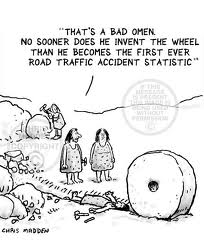 "THAT'S A BAD OMEN.
NO SOONER DOES HE INVENT THE WHEEL
THAN HE BECOMES THE FIRST EVER
ROAD TRAFFIC ACCIDENT STATISTIC"
CHRIS MADDEN